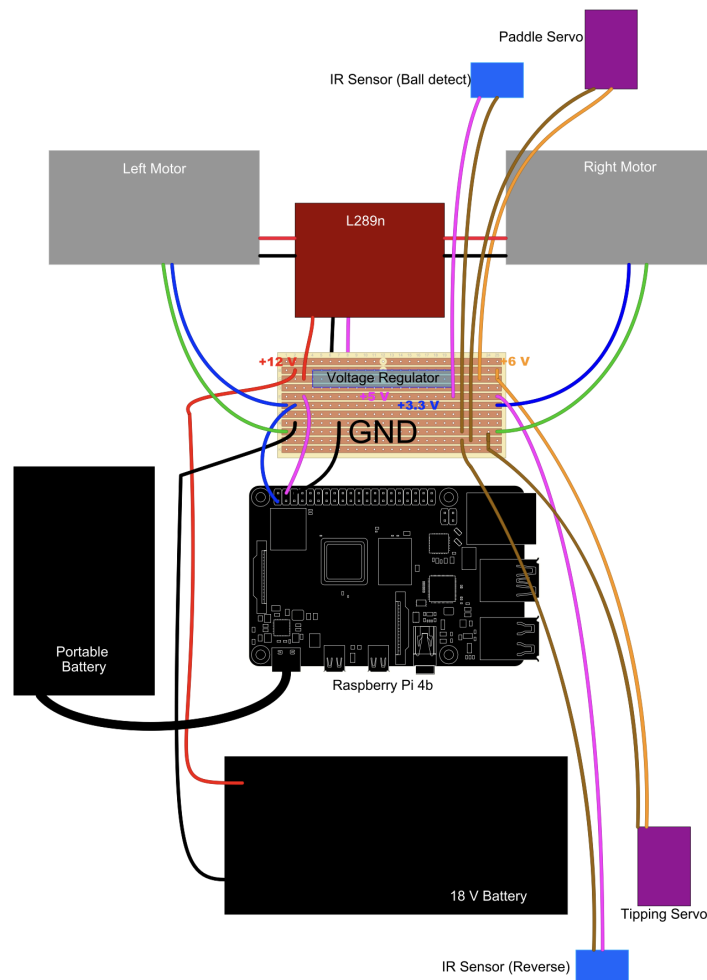 Paddle Servo
IR Sensor (Ball detect)
Left Motor
Right Motor
L289n
+12 V
+6 V
Voltage Regulator
+5 V
+3.3 V
GND
Portable
Battery
Raspberry Pi 4b
18 V Battery
Tipping Servo
IR Sensor (Reverse)